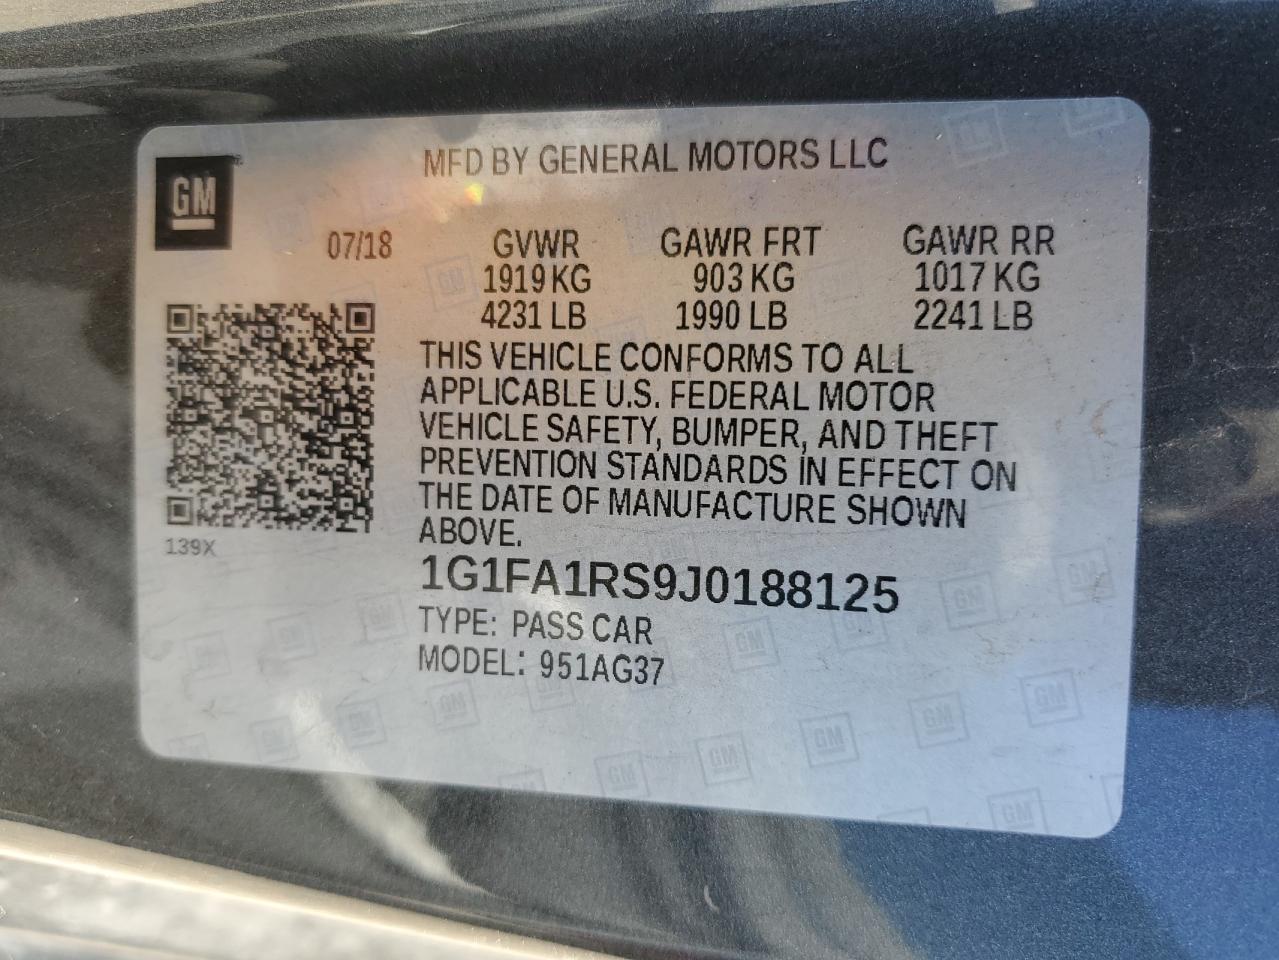 MFD BY GENERAL MOTORS LLC
GM
07/18 GVWR GAWR FRT GAWR RR
1919 KG 903 KG 1017 KG
4231 LB 1990 LB 2241 LB
THIS VEHICLE CONFORMS TO ALL
APPLICABLE U.S. FEDERAL MOTOR
VEHICLE SAFETY, BUMPER, AND THEFT
PREVENTION STANDARDS IN EFFECT ON
THE DATE OF MANUFACTURE SHOWN
ABOVE.
139X
1G1FA1RS9J0188125
TYPE: PASS CAR
MODEL: 951AG37